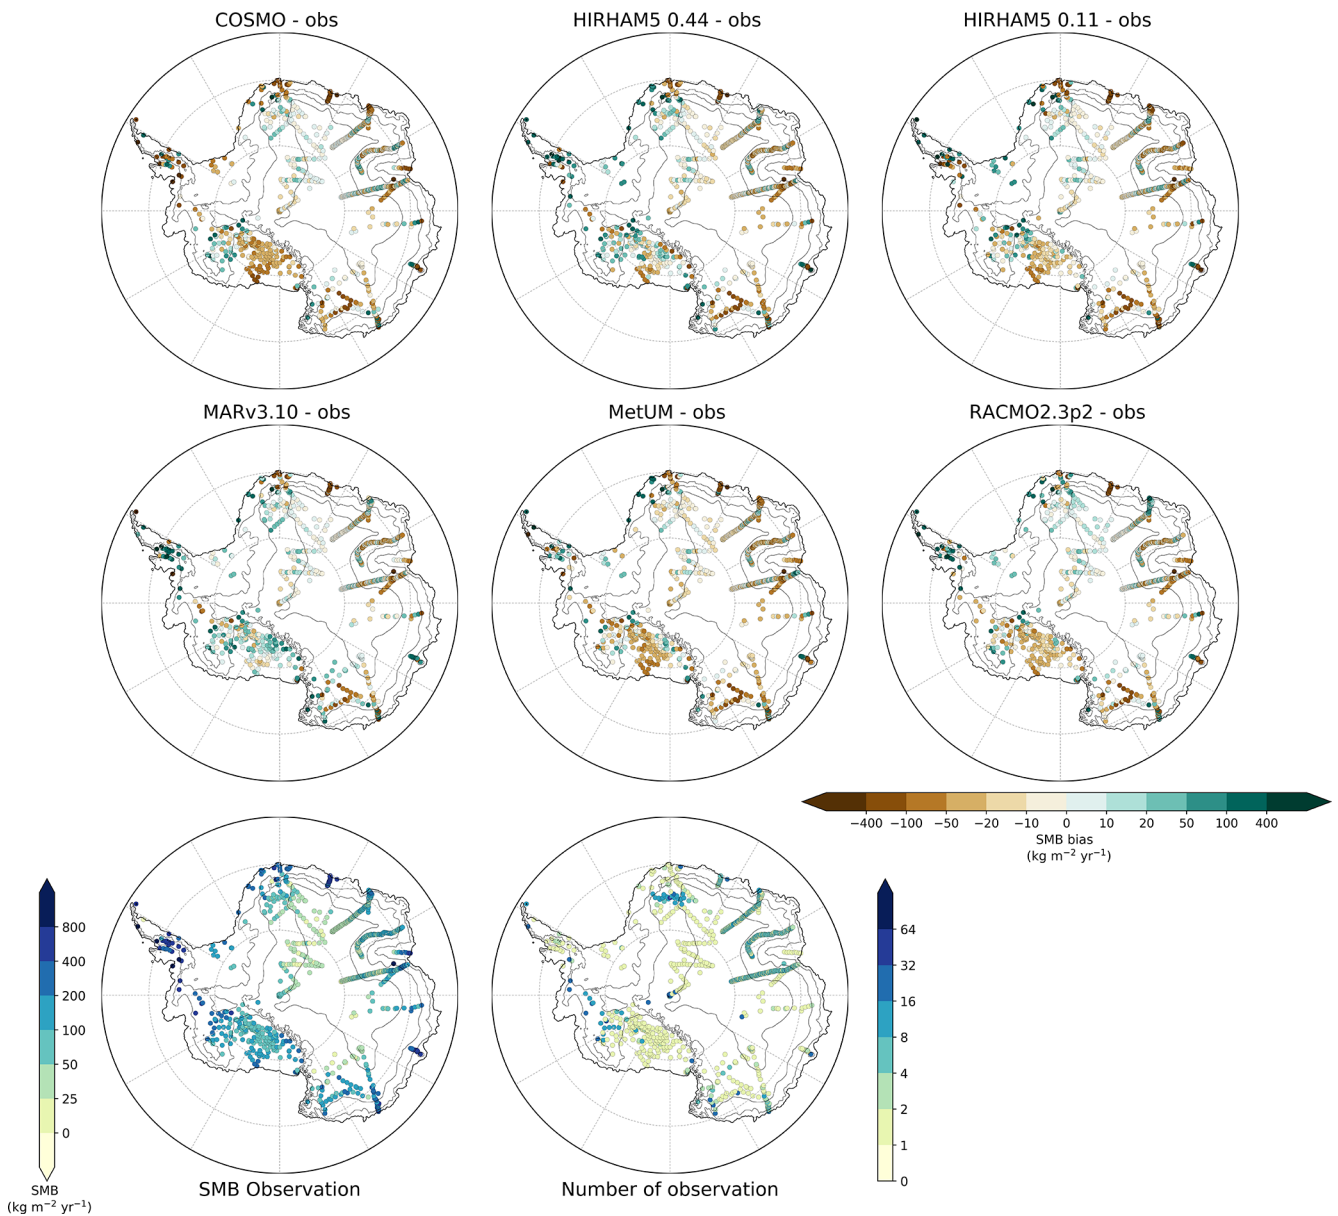 COSMO - obs
HIRHAM5 0.44 - obs
HIRHAM5 0.11 - obs
MARv3.10 - obs
MetUM - obs
RACMO2.3p2 - obs
−400 −100 −50 −20 −10 0 10 20 50 100 400
SMB bias
(kg m⁻² yr⁻¹)
800
400
200
100
50
25
0
SMB
(kg m⁻² yr⁻¹)
SMB Observation
Number of observation
64
32
16
8
4
2
1
0